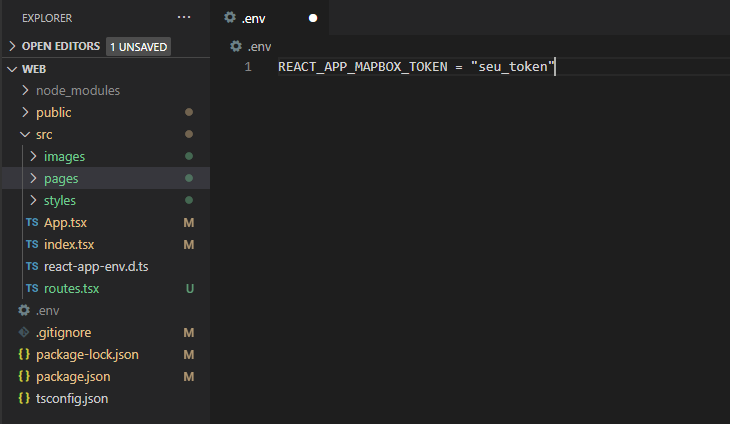 EXPLORER
OPEN EDITORS 1 UNSAVED
WEB
node_modules
public
src
images
pages
styles
TS App.tsx M
TS index.tsx M
TS react-app-env.d.ts
TS routes.tsx U
.env
.gitignore M
{} package-lock.json M
{} package.json M
tsconfig.json
.env
.env
1 REACT_APP_MAPBOX_TOKEN = "seu_token"